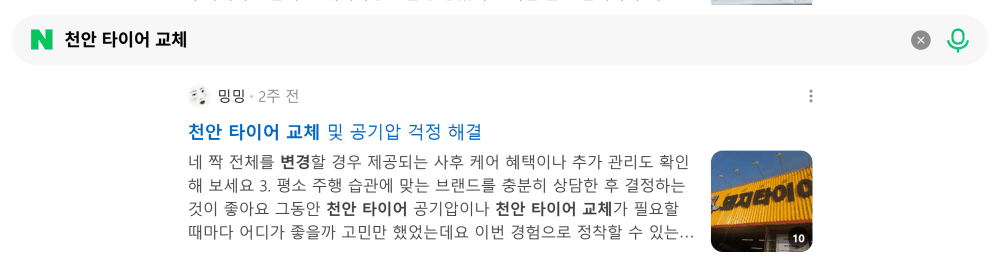 천안 타이어 교체
밍밍 · 2주 전
천안 타이어 교체 및 공기압 걱정 해결
네 짝 전체를 변경할 경우 제공되는 사후 케어 혜택이나 추가 관리도 확인
해 보세요 3. 평소 주행 습관에 맞는 브랜드를 충분히 상담한 후 결정하는
것이 좋아요 그동안 천안 타이어 공기압이나 천안 타이어 교체가 필요할
때마다 어디가 좋을까 고민만 했었는데요 이번 경험으로 정착할 수 있는...
타이어
10